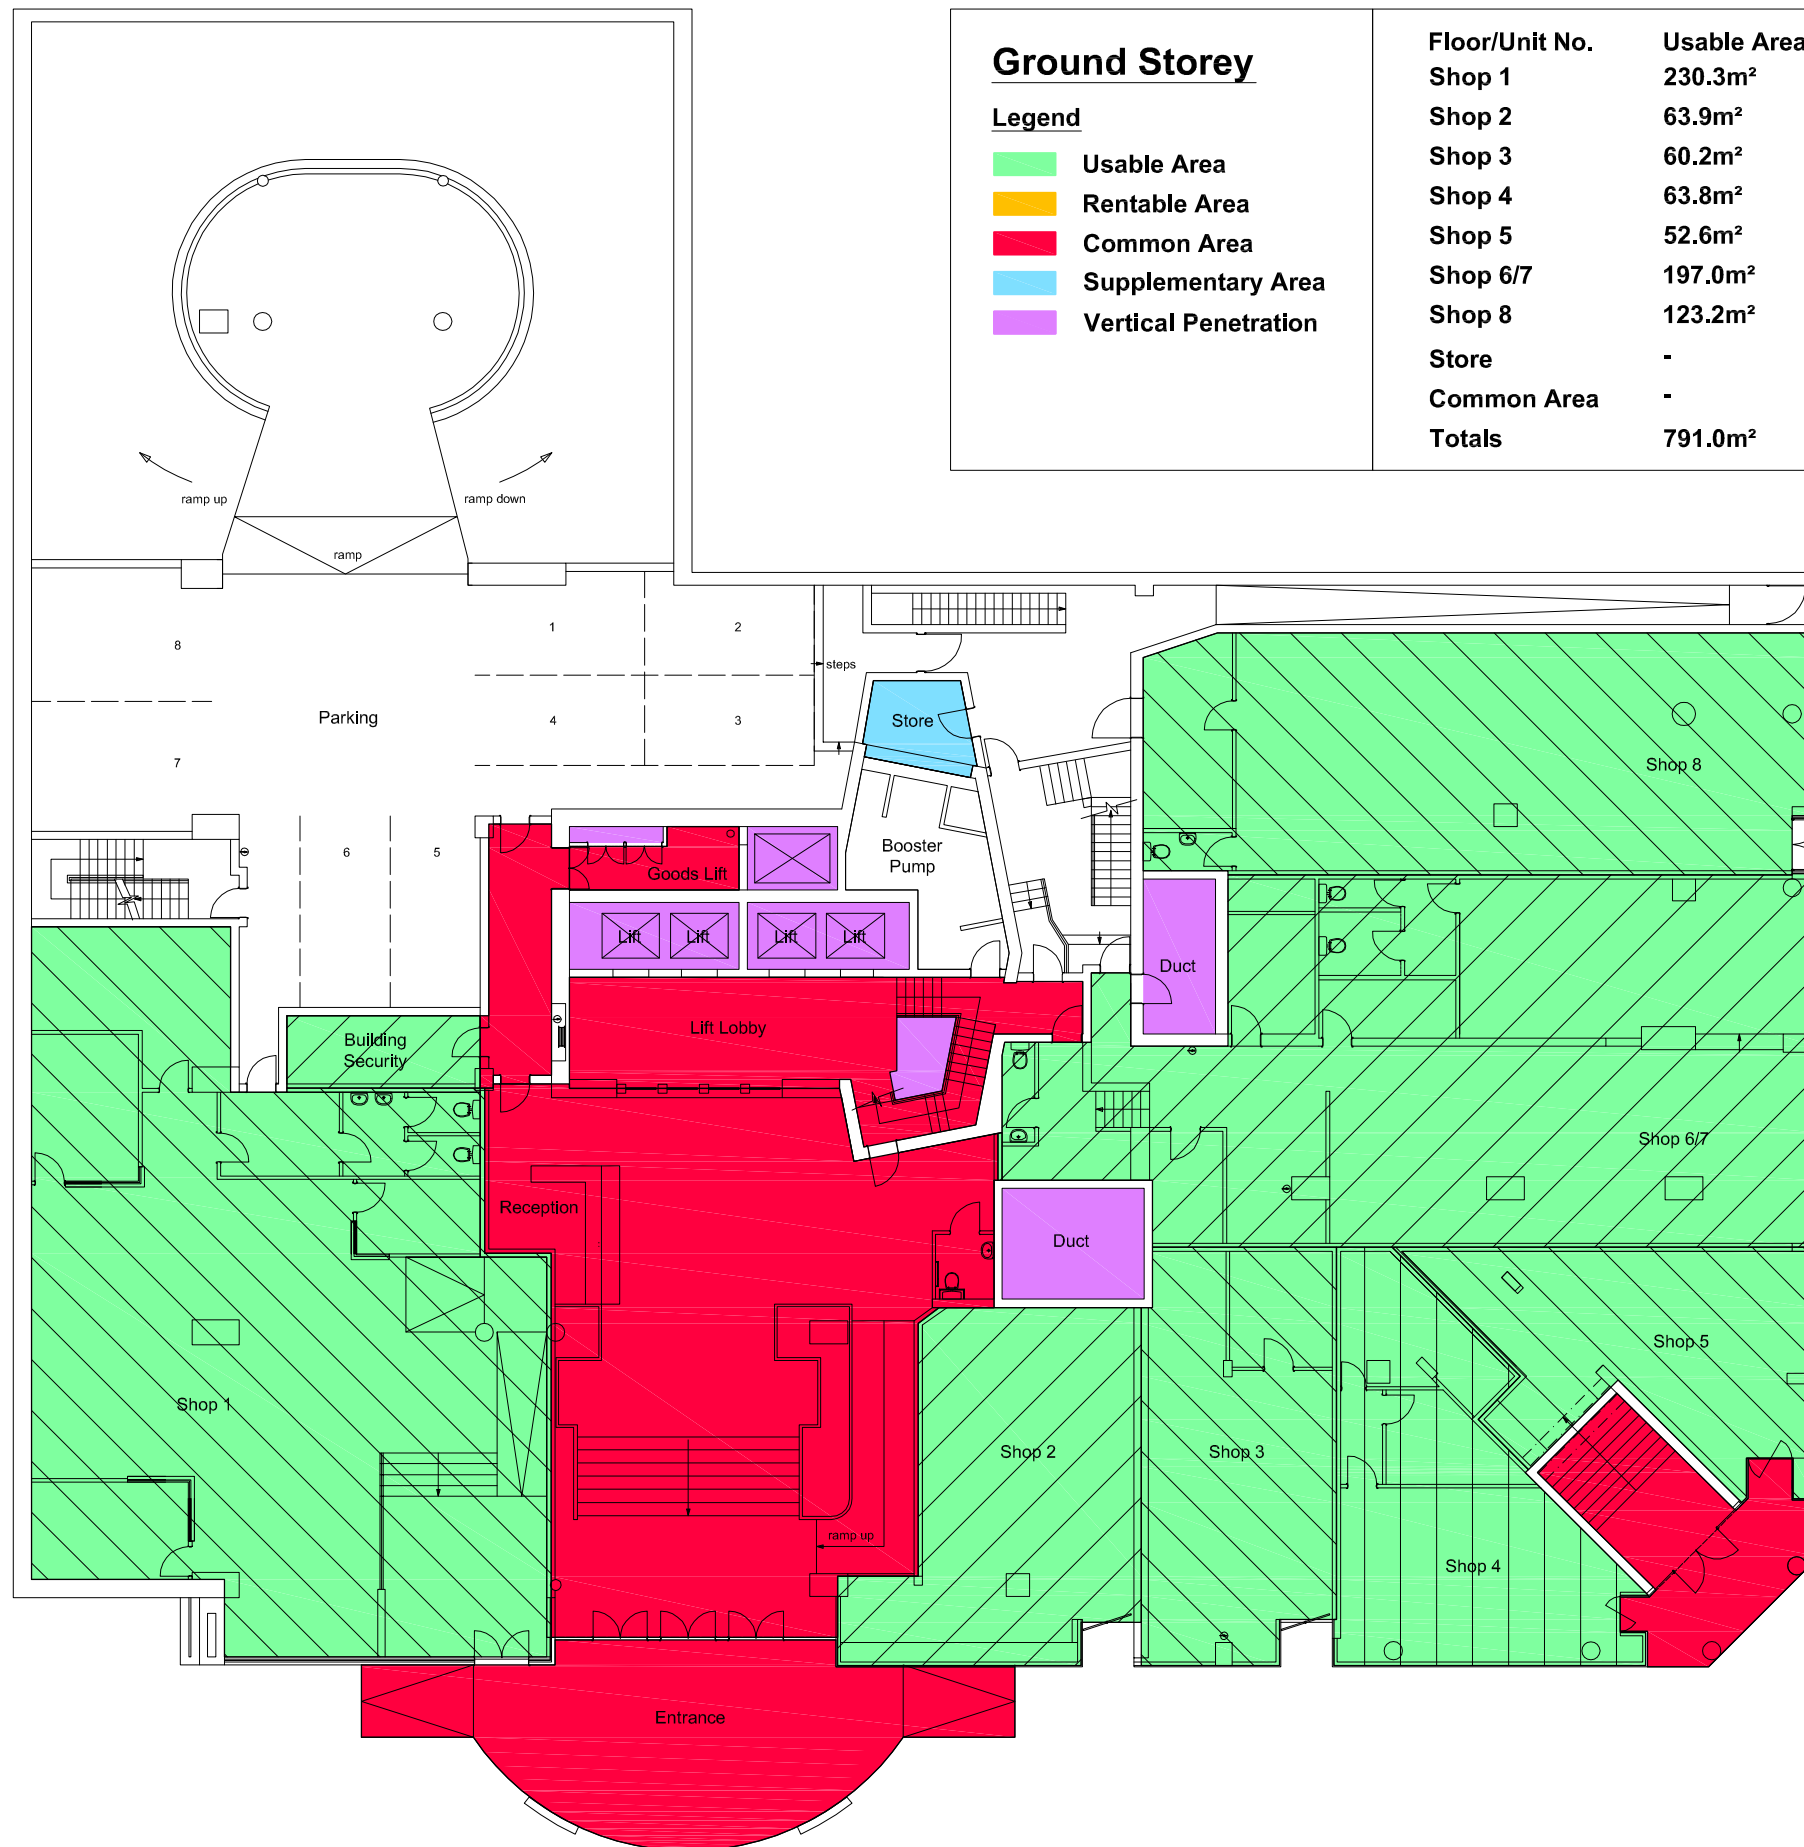 Ground Storey
Legend
Usable Area
Rentable Area
Common Area
Supplementary Area
Vertical Penetration
Floor/Unit No. Usable Area
Shop 1 230.3m²
Shop 2 63.9m²
Shop 3 60.2m²
Shop 4 63.8m²
Shop 5 52.6m²
Shop 6/7 197.0m²
Shop 8 123.2m²
Store -
Common Area -
Totals 791.0m²
ramp up
ramp down
ramp
1
2
8
steps
Parking
4
3
Store
7
Shop 8
6
5
Goods Lift
Booster
Pump
Lift
Lift
Lift
Lift
Duct
Lift Lobby
Building
Security
Shop 6/7
Reception
Duct
Shop 5
Shop 1
Shop 2
Shop 3
ramp up
Shop 4
Entrance